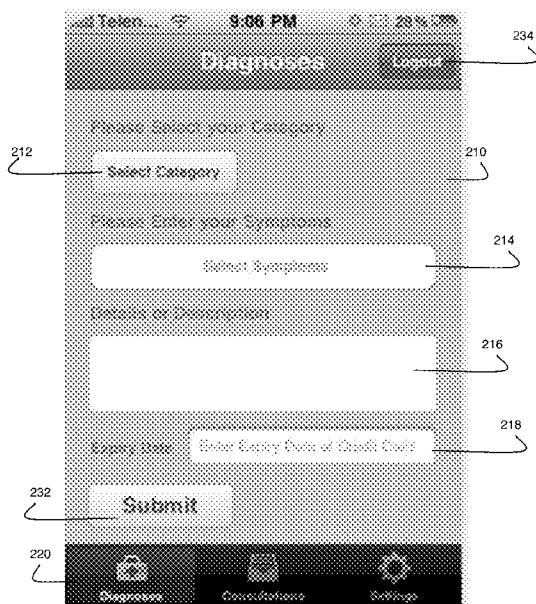 Telen... 9:06 PM 28%
234
Diagnoses Logout
Please Select your Category
212
Select Category
210
Please Enter your Symptoms
214
Select Symptoms
Details or Description
216
218
Expiry Date Enter Expiry Date of Credit Card
232
Submit
220
Diagnoses Consultations Settings